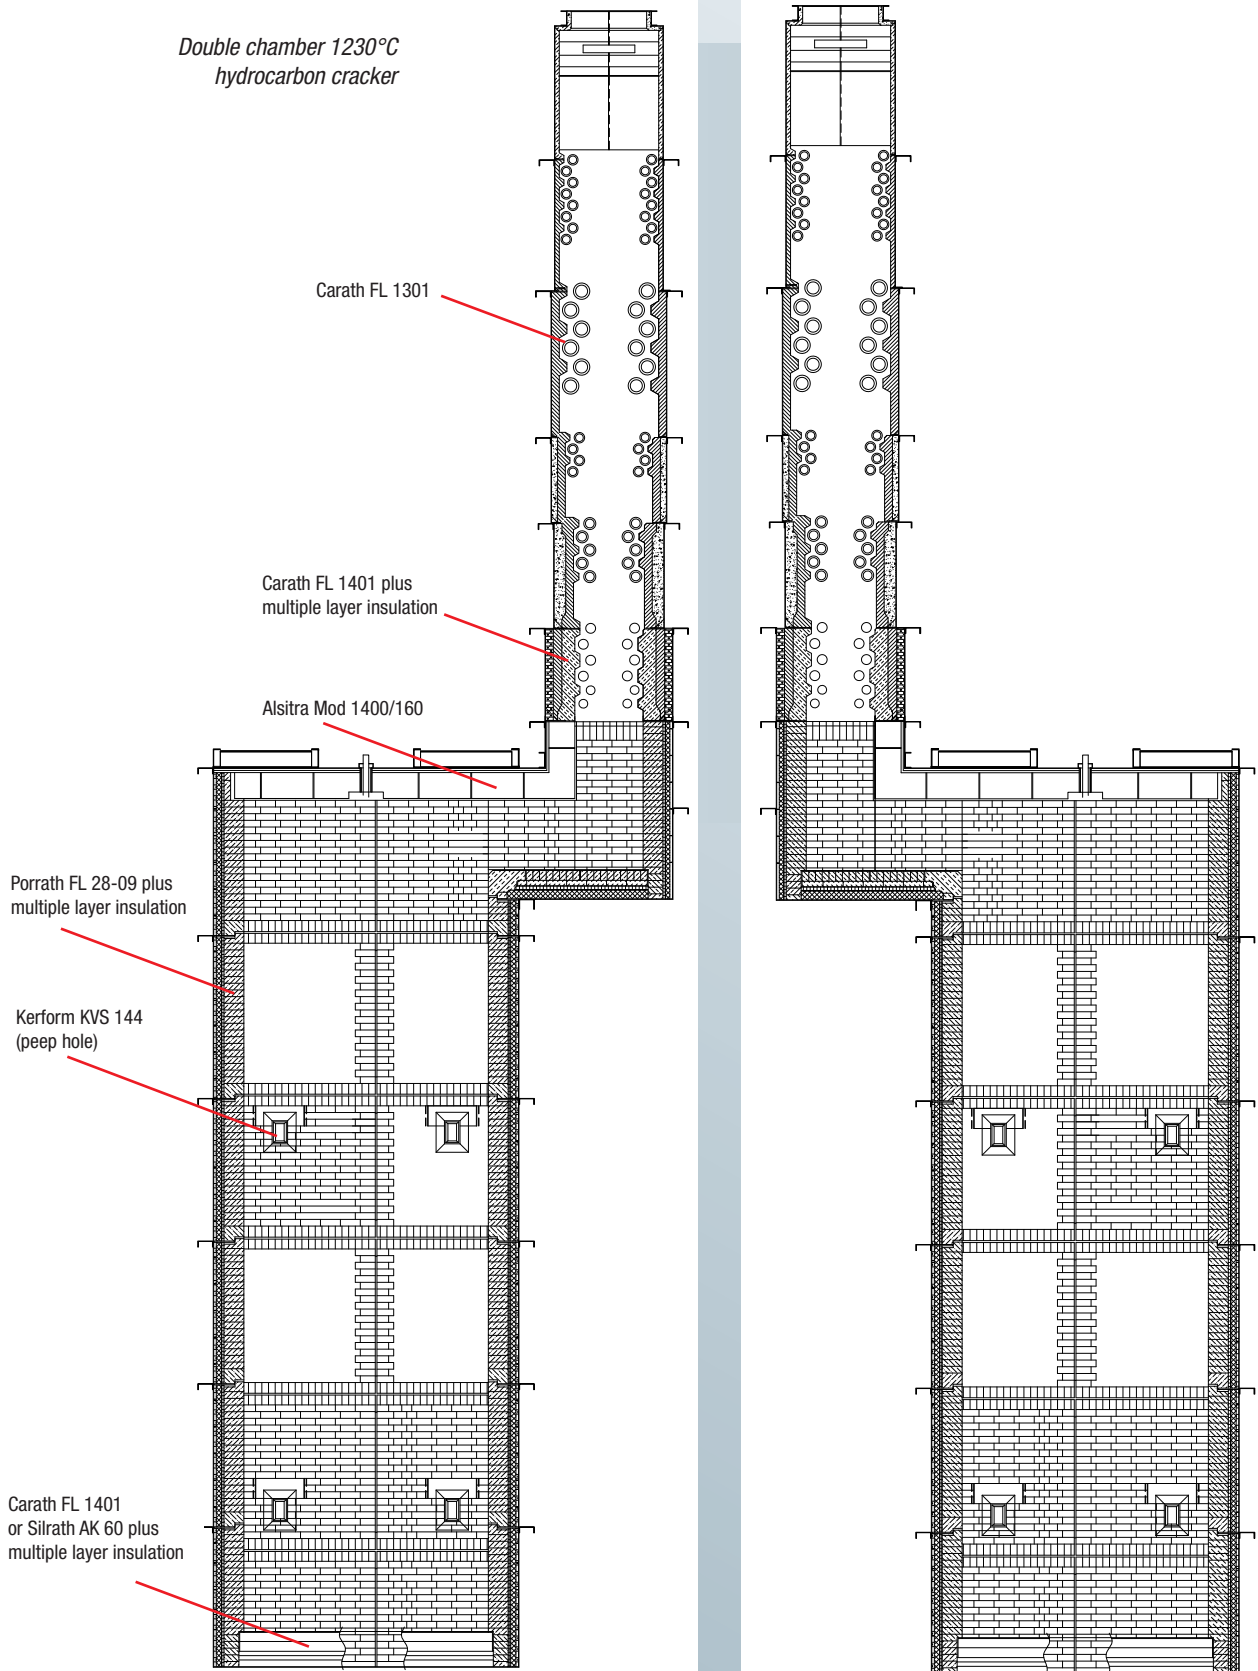 Double chamber 1230°C
hydrocarbon cracker
Carath FL 1301
Carath FL 1401 plus
multiple layer insulation
Alsitra Mod 1400/160
Porrath FL 28-09 plus
multiple layer insulation
Kerform KVS 144
(peep hole)
Carath FL 1401
or Silrath AK 60 plus
multiple layer insulation